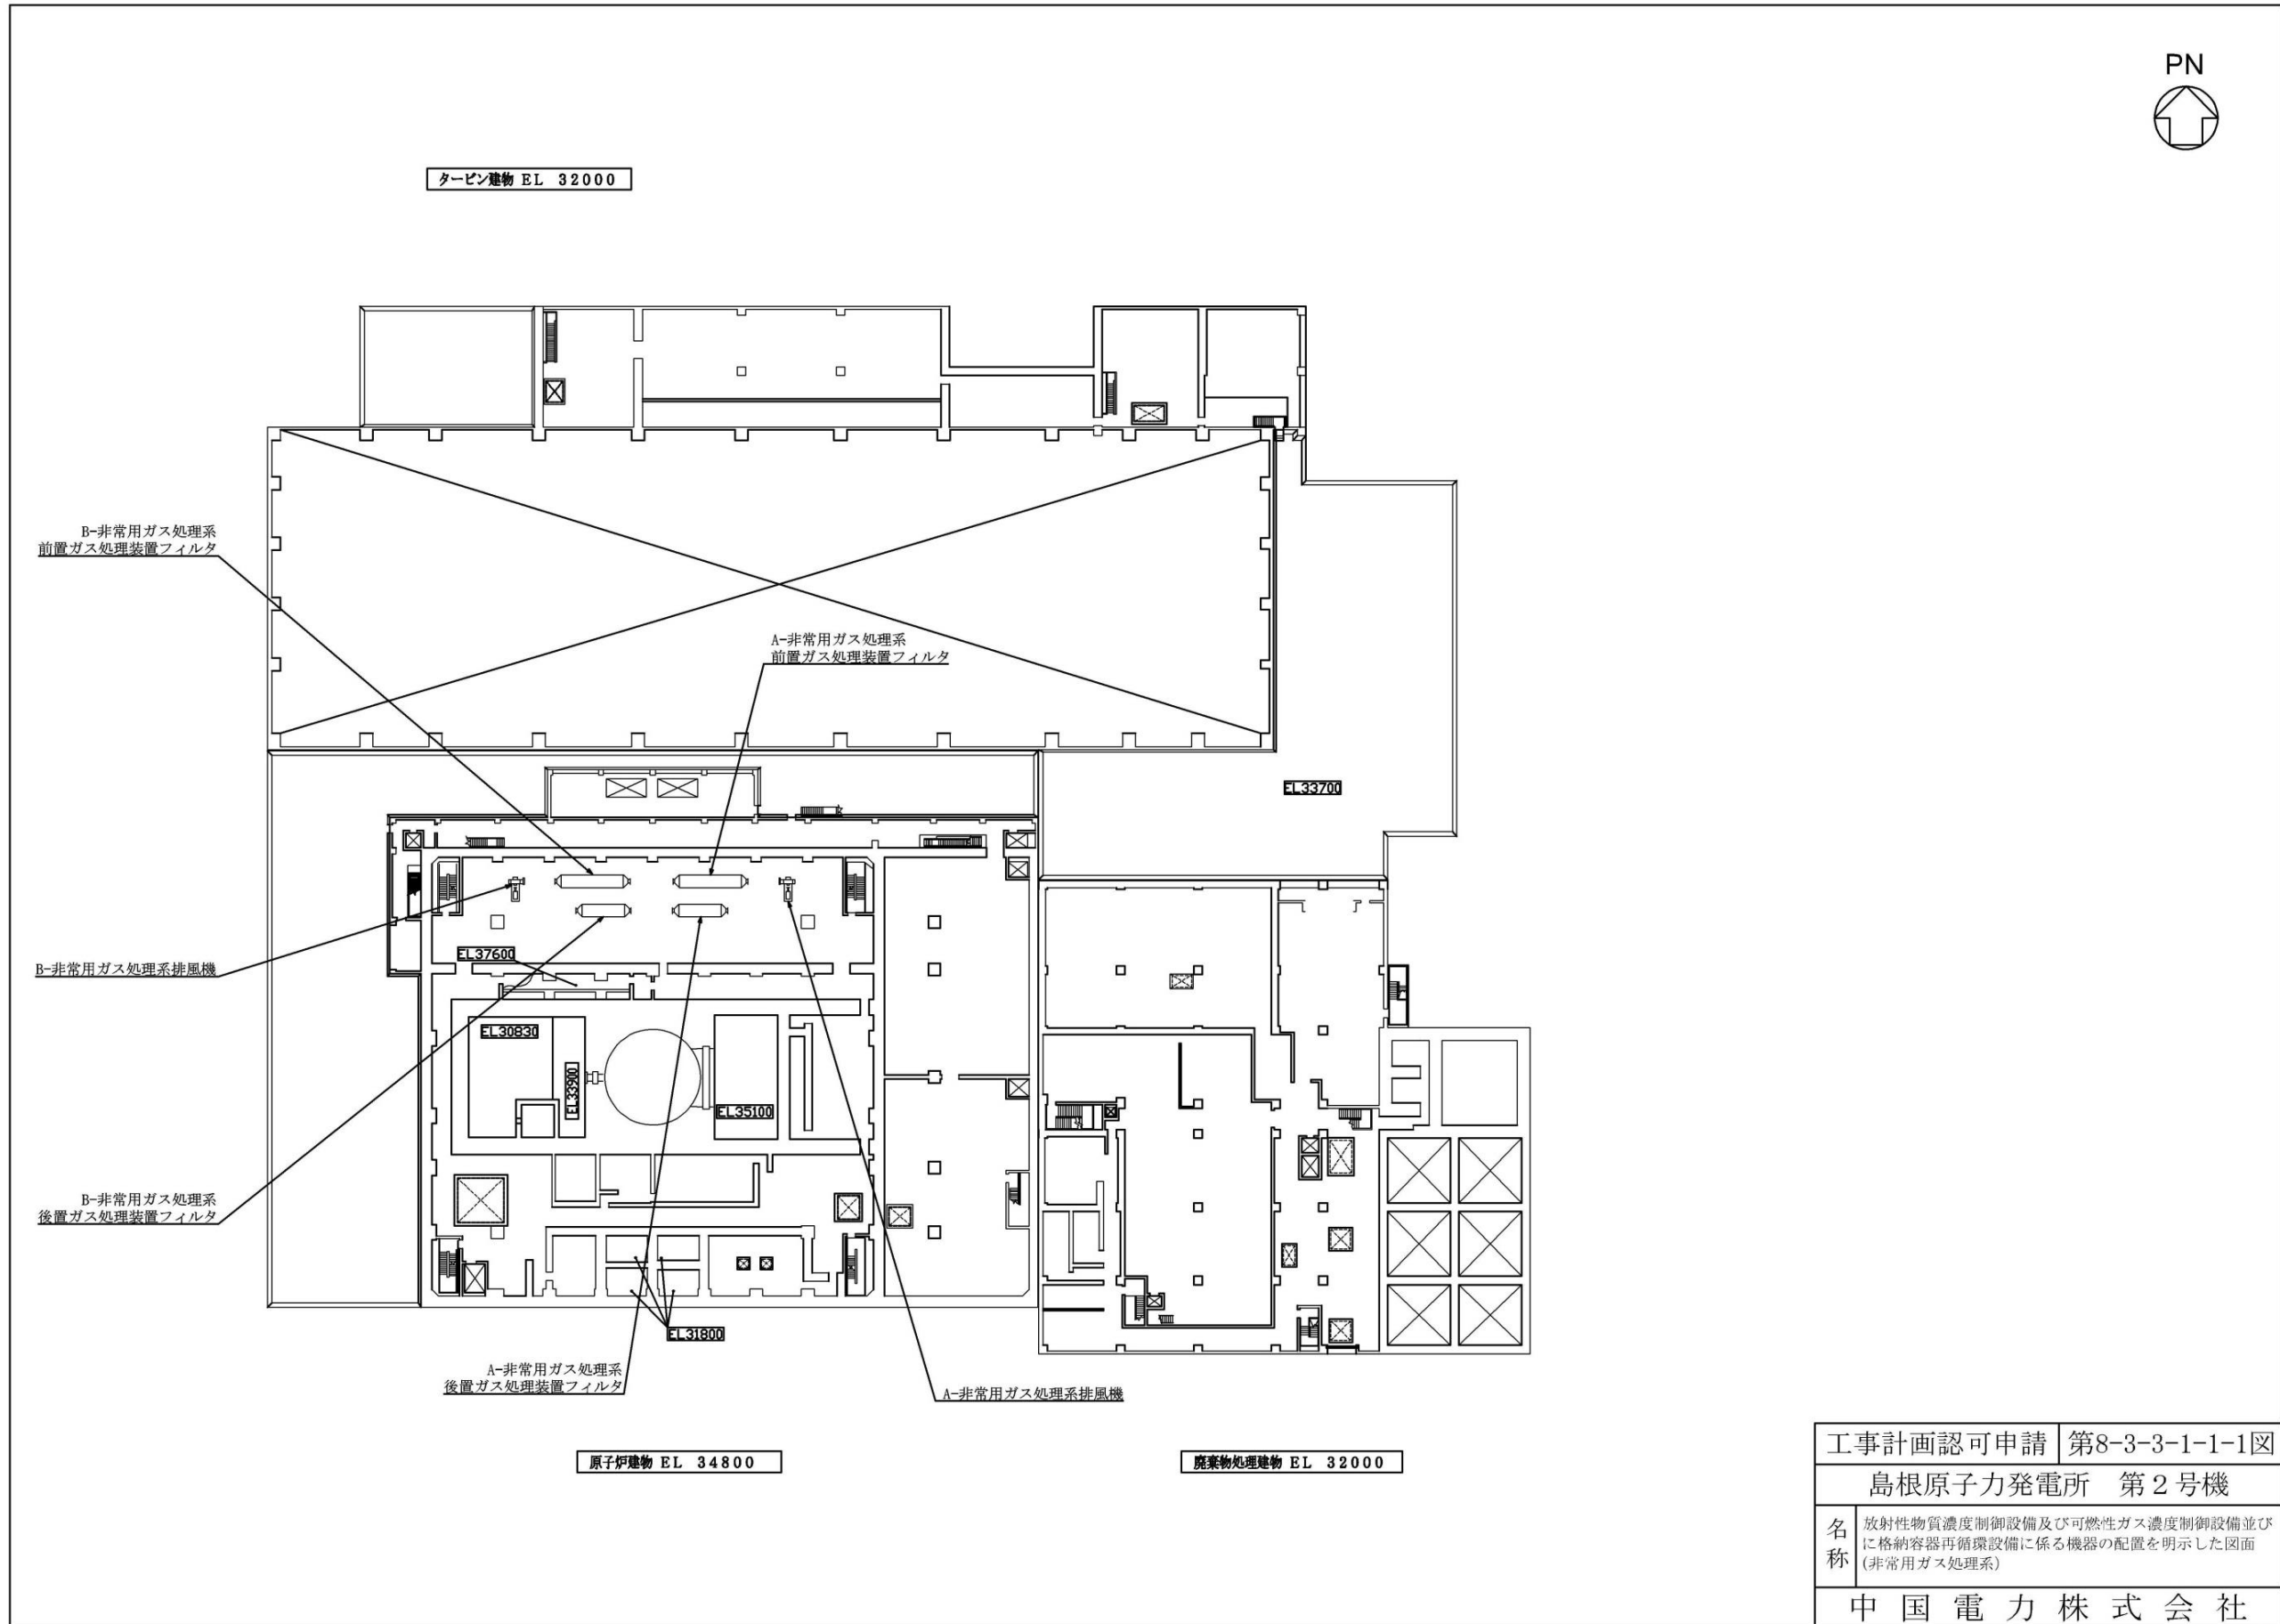 PN
タービン建物 EL 32000
B-非常用ガス処理系
前置ガス処理装置フィルタ
A-非常用ガス処理系
前置ガス処理装置フィルタ
EL33700
EL37600
B-非常用ガス処理系排風機
EL30830
EL33900
EL35100
B-非常用ガス処理系
後置ガス処理装置フィルタ
EL31800
A-非常用ガス処理系
後置ガス処理装置フィルタ
A-非常用ガス処理系排風機
原子炉建物 EL 34800
廃棄物処理建物 EL 32000
工事計画認可申請 第8-3-3-1-1-1図
島根原子力発電所 第2号機
名称
放射性物質濃度制御設備及び可燃性ガス濃度制御設備並び
に格納容器再循環設備に係る機器の配置を明示した図面
(非常用ガス処理系)
中国電力株式会社